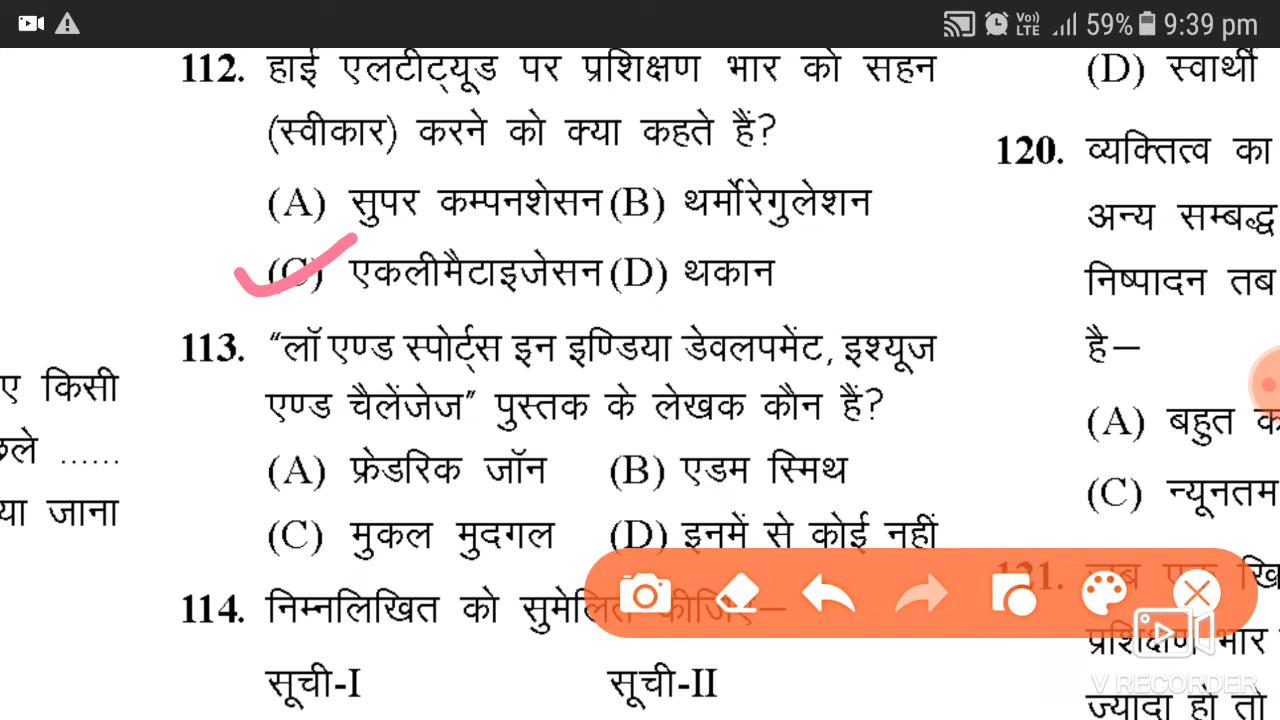 59% 9:39 pm
112. हाई एलटीट्यूड पर प्रशिक्षण भार को सहन
(स्वीकार) करने को क्या कहते हैं?
(A) सुपर कम्पनशेसन (B) थर्मोरेगुलेशन
(C) एकलीमैटाइजेसन (D) थकान
113. “लॉ एण्ड स्पोर्ट्स इन इण्डिया डेवलपमेंट, इश्यूज
एण्ड चैलेंजेज” पुस्तक के लेखक कौन हैं?
(A) फ्रेडरिक जॉन (B) एडम स्मिथ
(C) मुकल मुदगल (D) इनमें से कोई नहीं
114. निम्नलिखित को सुमेलित कीजिए–
सूची-I सूची-II
ए किसी
......
या जाना
(D) स्वार्थी
120. व्यक्तित्व का
अन्य सम्बद्ध
निष्पादन तब
है–
(A) बहुत
(C) न्यूनतम
121.
प्रशिक्षण भार
ज्यादा हो तो
V RECORDER